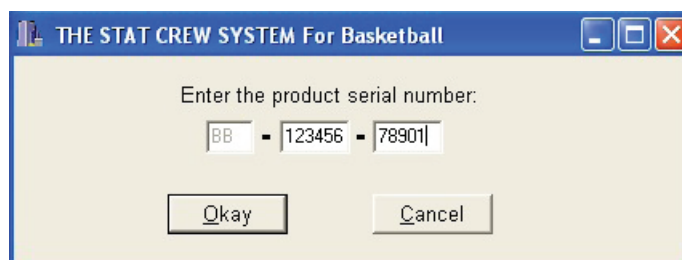 THE STAT CREW SYSTEM For Basketball
Enter the product serial number:
BB - 123456 - 78901
Okay Cancel